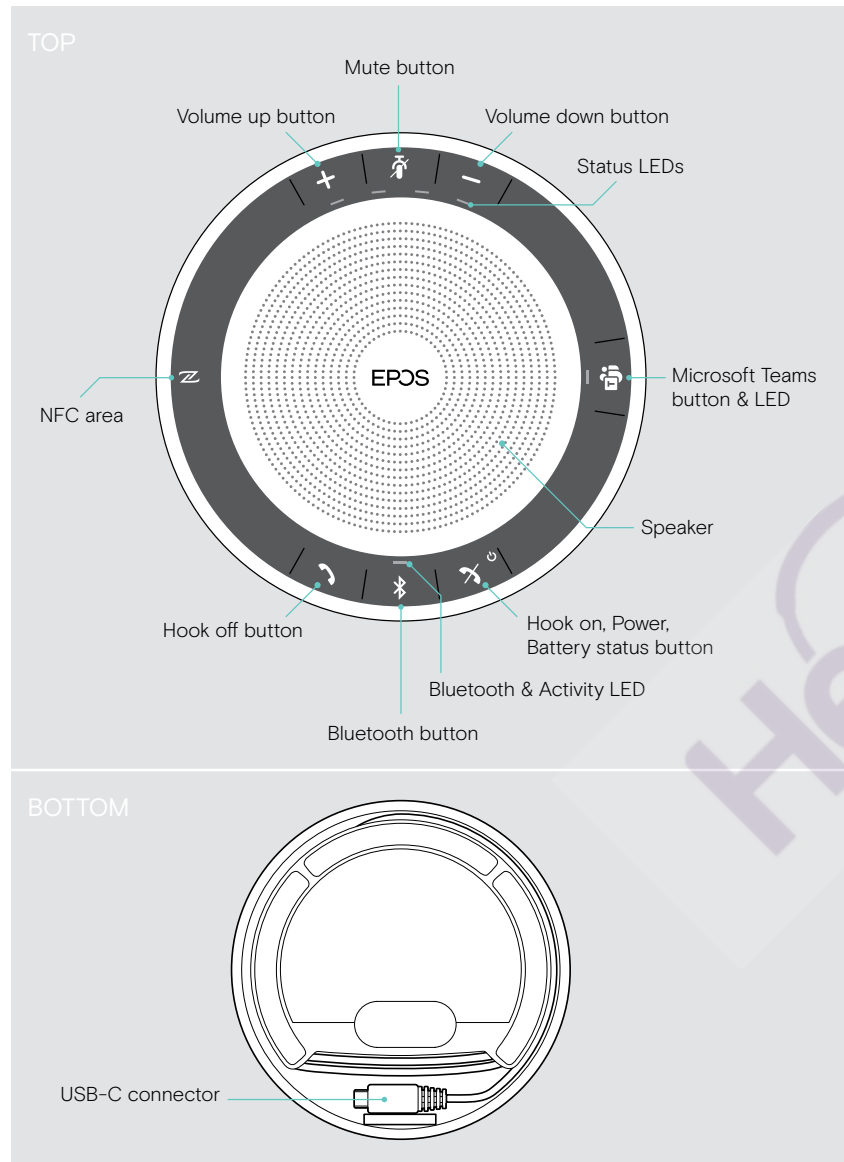 TOP
Mute button
Volume up button
Volume down button
Status LEDs
EPOS
Microsoft Teams
button & LED
NFC area
Speaker
Hook off button
Hook on, Power,
Battery status button
Bluetooth & Activity LED
Bluetooth button
BOTTOM
USB-C connector